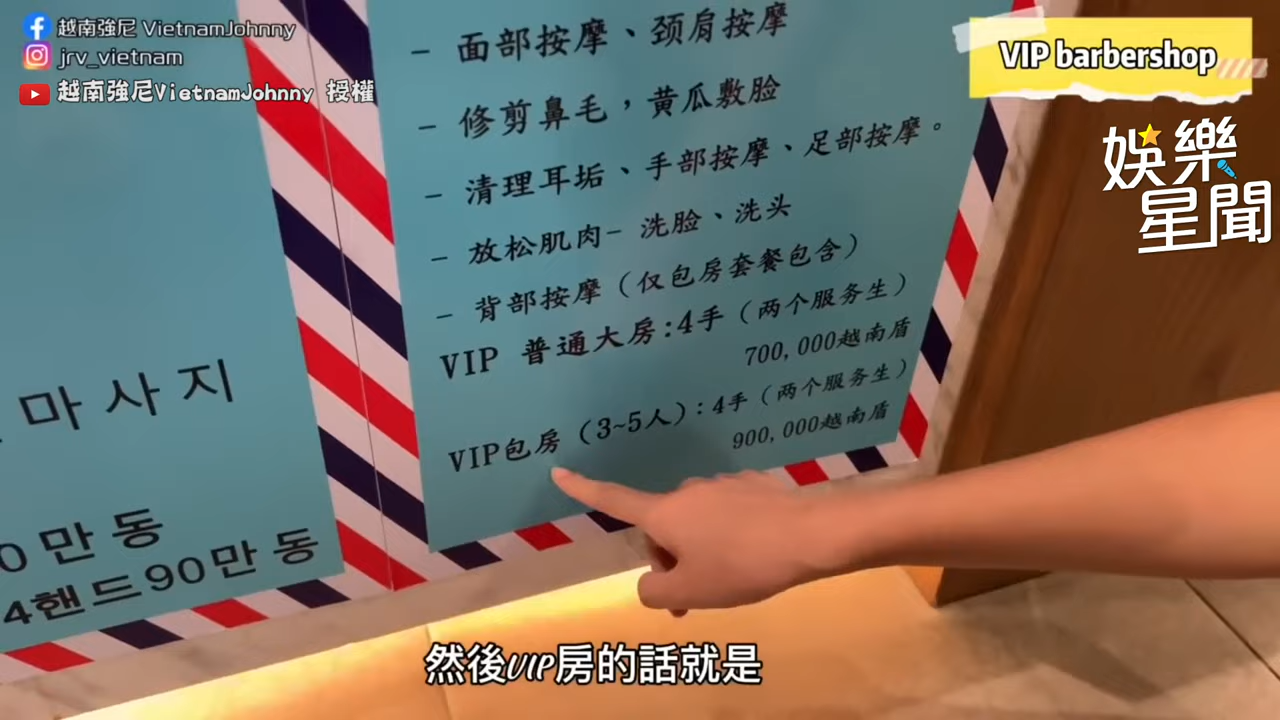 越南強尼 VietnamJohnny
jrv_vietnam
越南強尼VietnamJohnny 授權
VIP barbershop
娛樂
星聞
- 面部按摩、颈肩按摩
- 修剪鼻毛，黄瓜敷脸
- 清理耳垢、手部按摩、足部按摩。
- 放松肌肉- 洗脸、洗头
- 背部按摩（仅包房套餐包含）
VIP 普通大房:4手（两个服务生）
700,000越南盾
VIP包房（3~5人）:4手（两个服务生）
900,000越南盾
마사지
0만동
4핸드90만동
然後VIP房的話就是